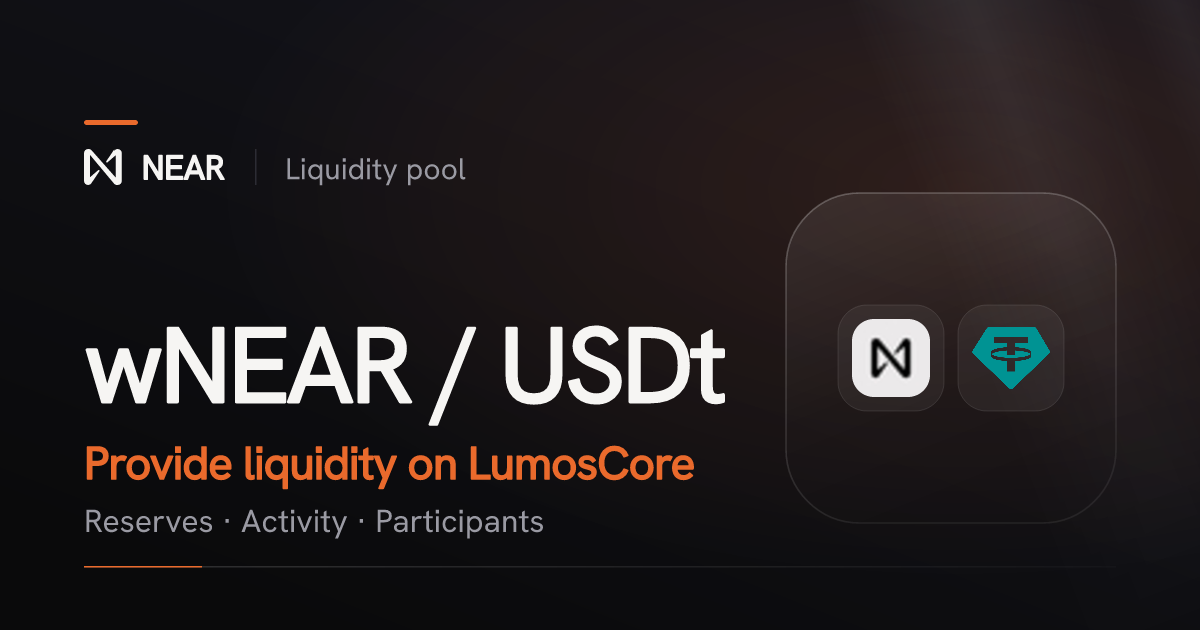 NEAR | Liquidity pool
wNEAR / USDt
Provide liquidity on LumosCore
Reserves · Activity · Participants